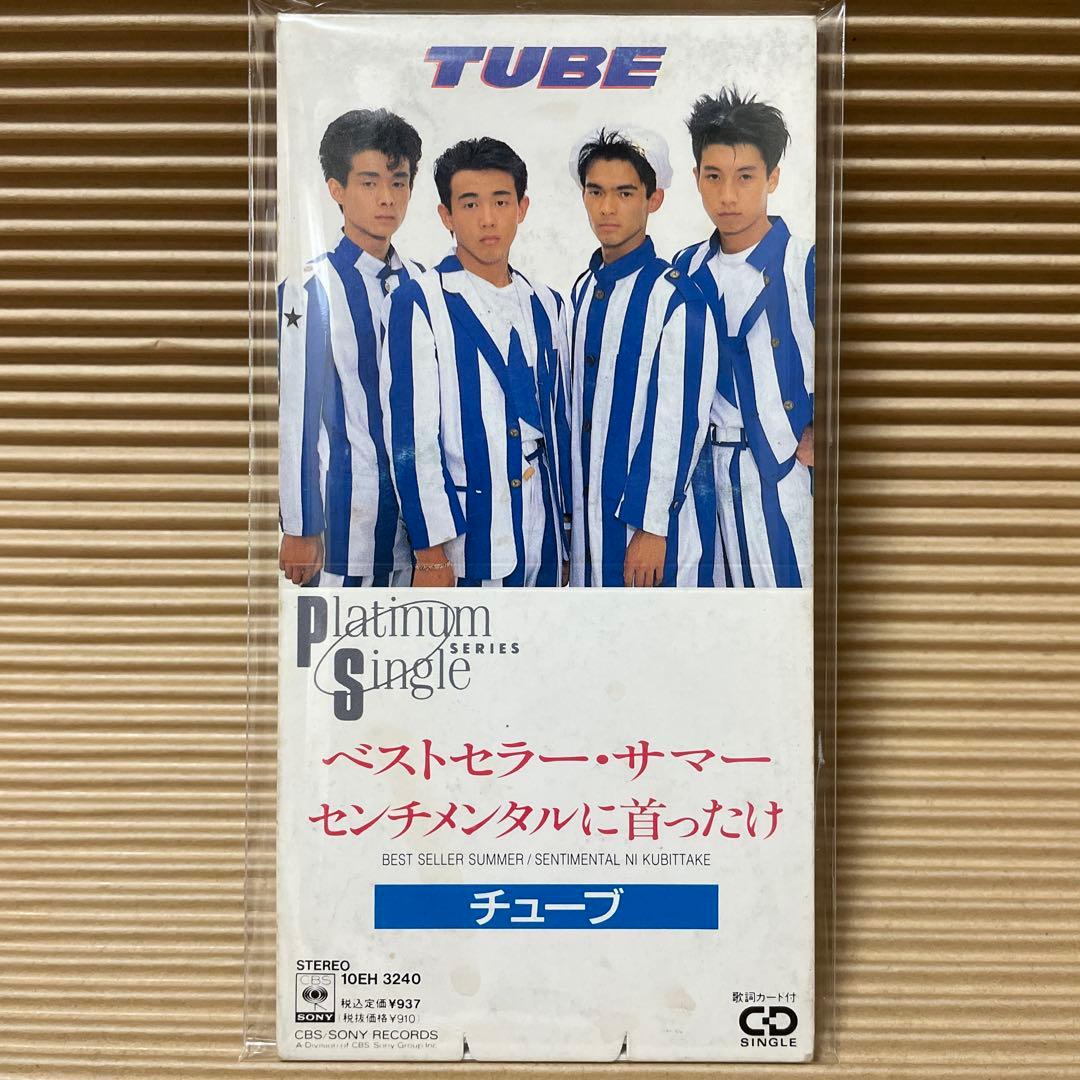 TUBE
Platinum
SERIES
Single
ベストセラー・サマー
センチメンタルに首ったけ
BEST SELLER SUMMER / SENTIMENTAL NI KUBITTAKE
チューブ
STEREO
CBS
SONY
10EH 3240
税込定価¥937
(税抜価格¥910)
CBS/SONY RECORDS
A Division of CBS Sony Group Inc.
歌詞カード付
CD
SINGLE